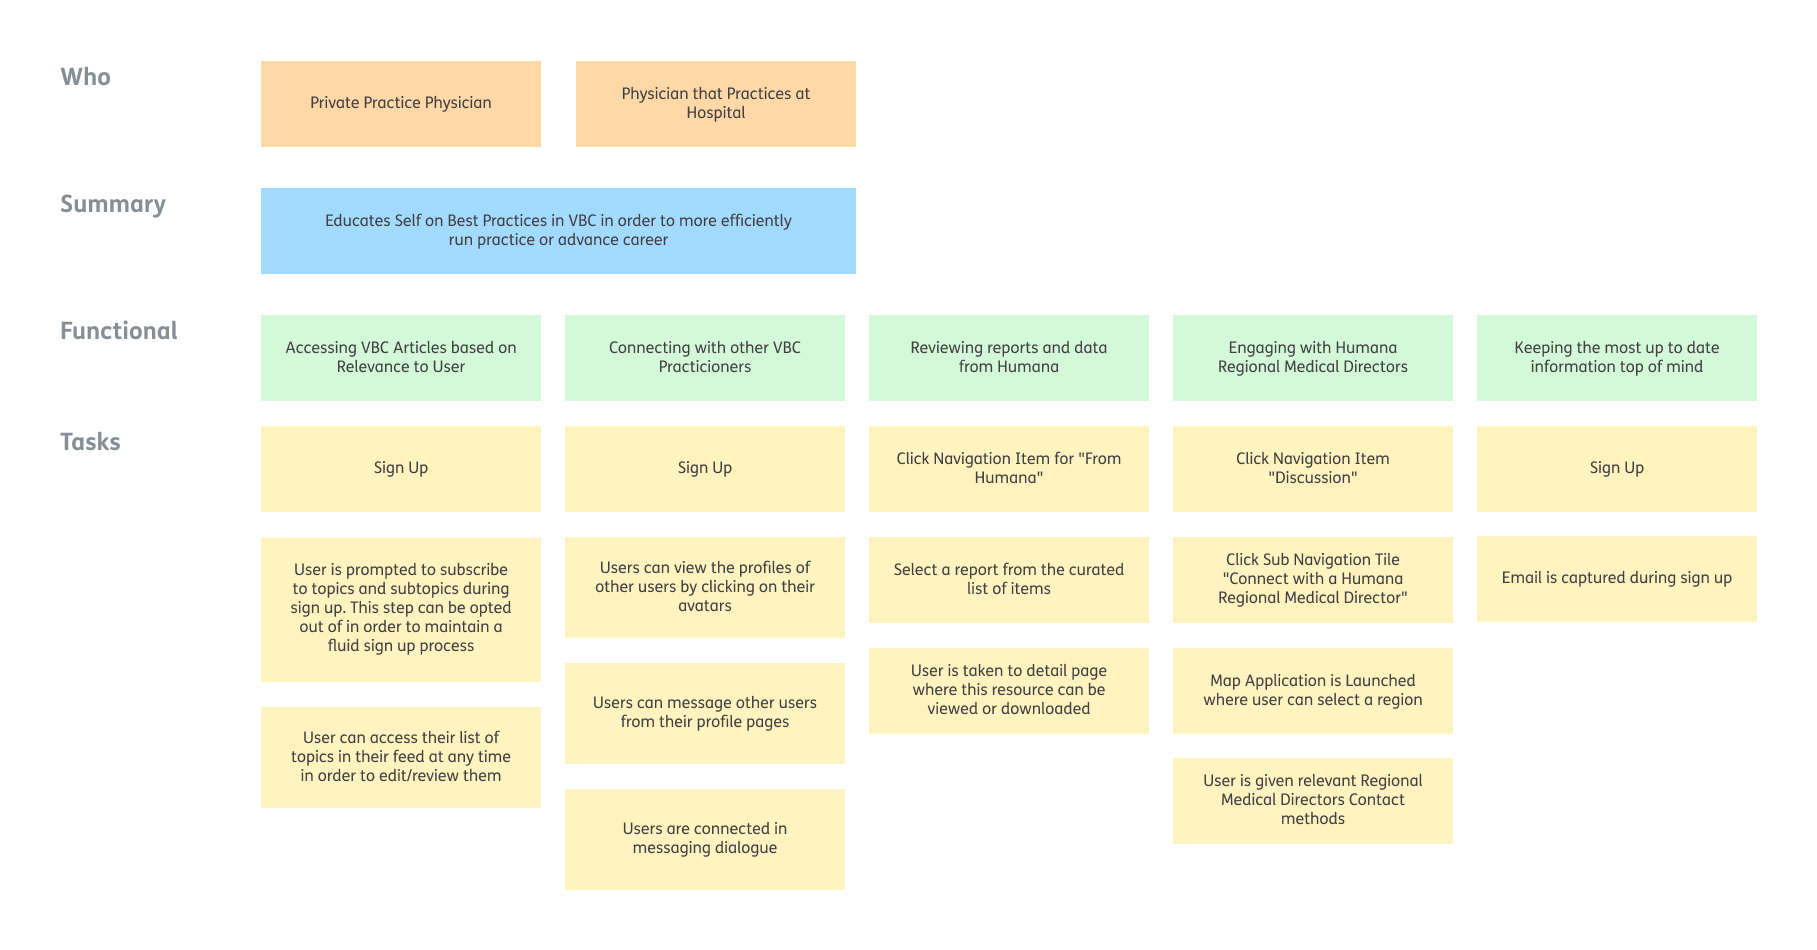 Who
Private Practice Physician
Physician that Practices at
Hospital
Summary
Educates Self on Best Practices in VBC in order to more efficiently
run practice or advance career
Functional
Accessing VBC Articles based on
Relevance to User
Connecting with other VBC
Practicioners
Reviewing reports and data
from Humana
Engaging with Humana
Regional Medical Directors
Keeping the most up to date
information top of mind
Tasks
Sign Up
User is prompted to subscribe
to topics and subtopics during
sign up. This step can be opted
out of in order to maintain a
fluid sign up process
User can access their list of
topics in their feed at any time
in order to edit/review them
Sign Up
Users can view the profiles of
other users by clicking on their
avatars
Users can message other users
from their profile pages
Users are connected in
messaging dialogue
Click Navigation Item for "From
Humana"
Select a report from the curated
list of items
User is taken to detail page
where this resource can be
viewed or downloaded
Click Navigation Item
"Discussion"
Click Sub Navigation Tile
"Connect with a Humana
Regional Medical Director"
Map Application is Launched
where user can select a region
User is given relevant Regional
Medical Directors Contact
methods
Sign Up
Email is captured during sign up